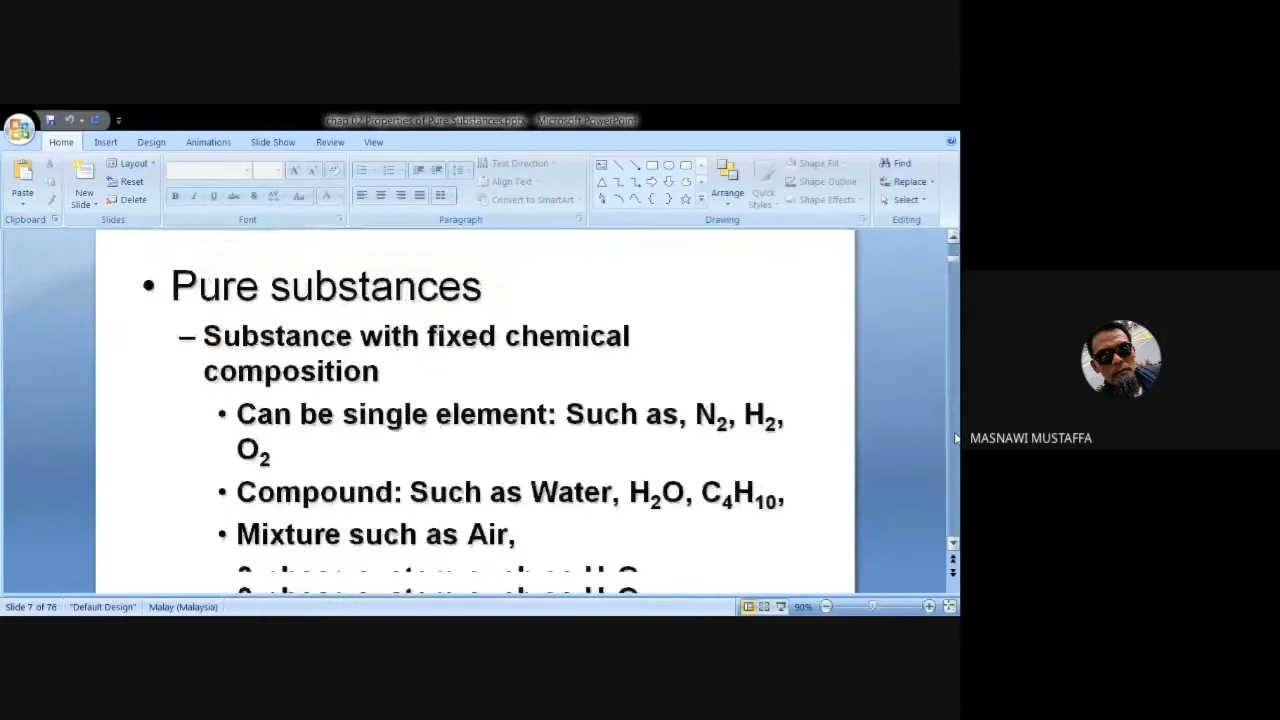 chap 02 Properties of Pure Substances.pptx - Microsoft PowerPoint
Home Insert Design Animations Slide Show Review View
Paste
Clipboard
New
Slide
Layout
Reset
Delete
Slides
Font
Text Direction
Align Text
Convert to SmartArt
Paragraph
Arrange
Quick
Styles
Shape Fill
Shape Outline
Shape Effects
Drawing
Find
Replace
Select
Editing
• Pure substances
– Substance with fixed chemical
composition
• Can be single element: Such as, N₂, H₂,
O₂
• Compound: Such as Water, H₂O, C₄H₁₀,
• Mixture such as Air,
MASNAWI MUSTAFFA
Slide 7 of 76 "Default Design" Malay (Malaysia) 90%